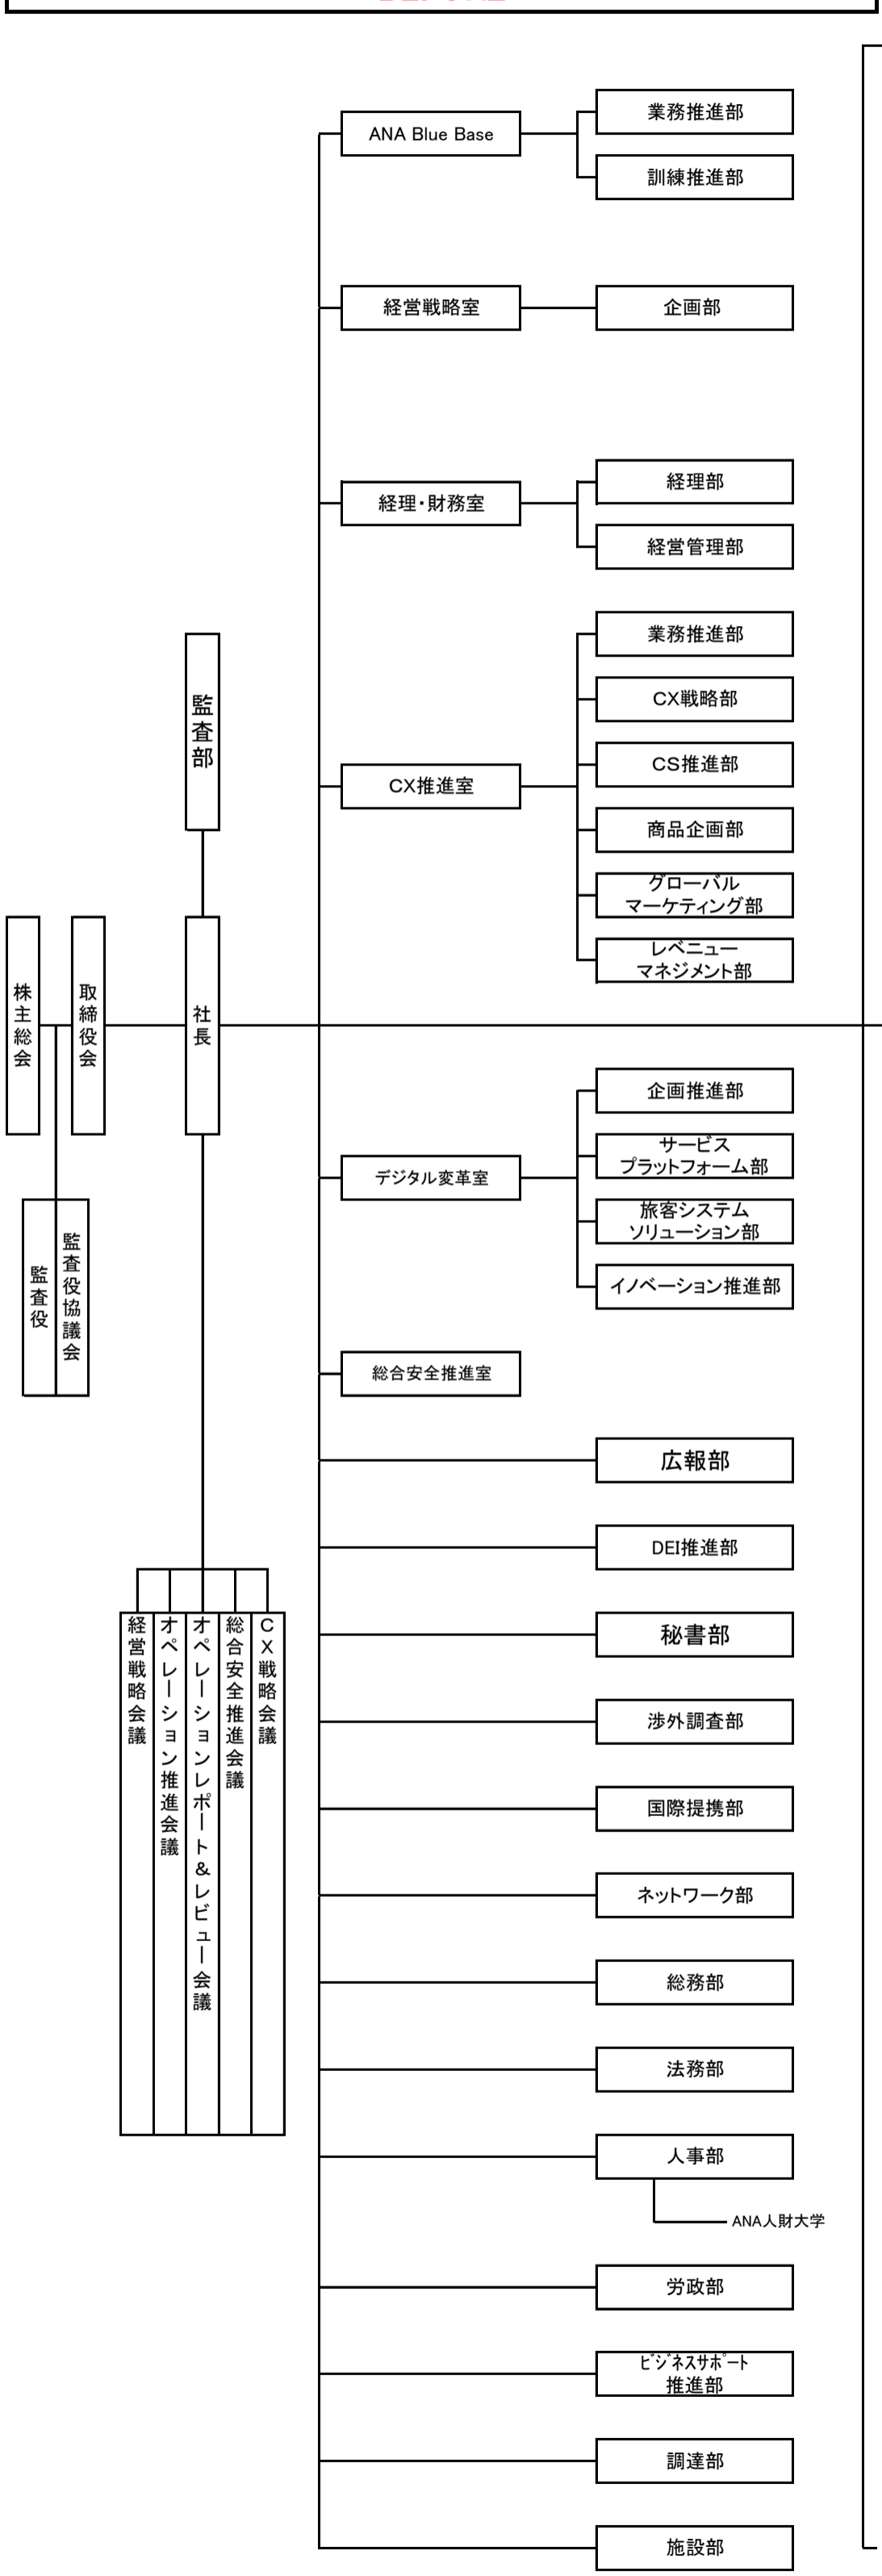 ANA Blue Base
業務推進部
訓練推進部
経営戦略室
企画部
経理・財務室
経理部
経営管理部
監査部
CX推進室
業務推進部
CX戦略部
CS推進部
商品企画部
グローバル
マーケティング部
レベニュー
マネジメント部
株主総会
取締役会
社長
監査役
監査役協議会
デジタル変革室
企画推進部
サービス
プラットフォーム部
旅客システム
ソリューション部
イノベーション推進部
総合安全推進室
広報部
DEI推進部
秘書部
渉外調査部
国際提携部
ネットワーク部
総務部
法務部
人事部
ANA人財大学
労政部
ﾋﾞｼﾞﾈｽｻﾎﾟｰﾄ
推進部
調達部
施設部
経営戦略会議
オペレーション推進会議
オペレーションレポート&レビュー会議
総合安全推進会議
CX戦略会議